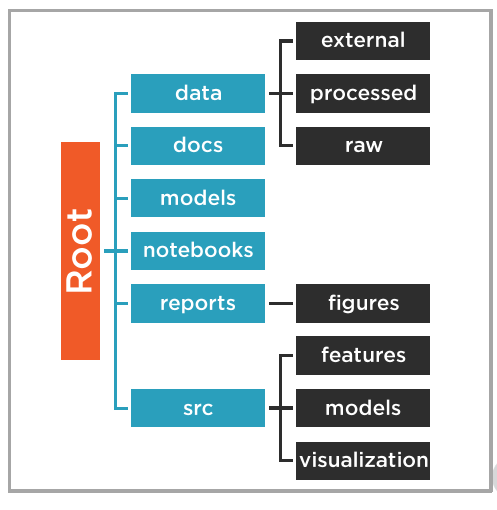 Root
data
external
processed
raw
docs
models
notebooks
reports
figures
src
features
models
visualization